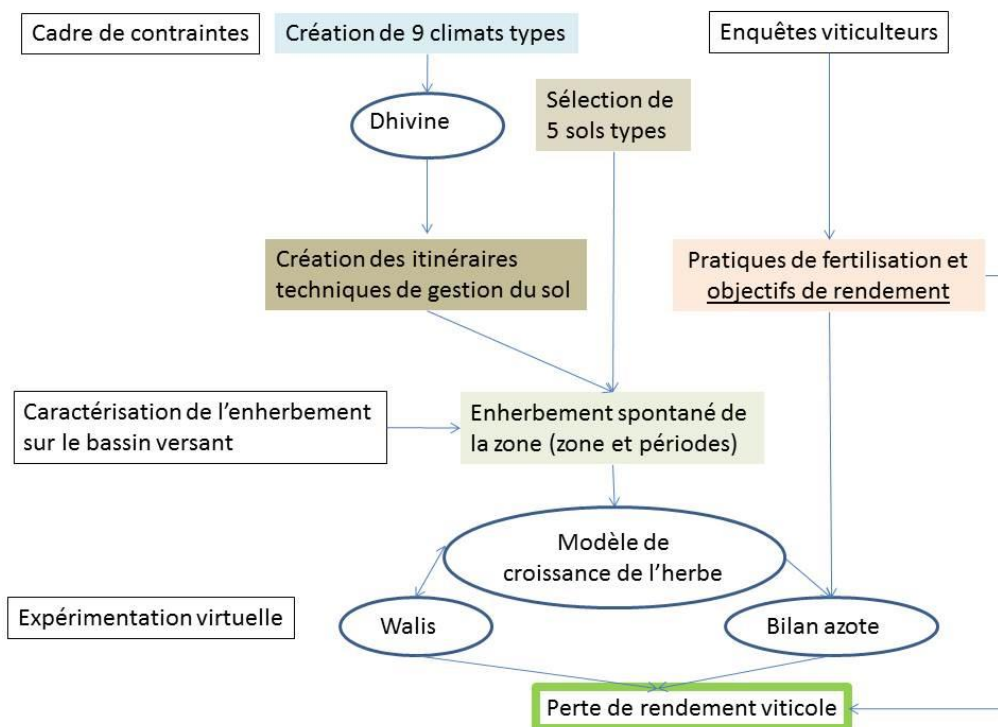 Cadre de contraintes
Création de 9 climats types
Enquêtes viticulteurs
Dhivine
Sélection de
5 sols types
Création des itinéraires
techniques de gestion du sol
Pratiques de fertilisation et
objectifs de rendement
Caractérisation de l'enherbement
sur le bassin versant
Enherbement spontané de
la zone (zone et périodes)
Modèle de
croissance de l'herbe
Expérimentation virtuelle
Walis
Bilan azote
Perte de rendement viticole